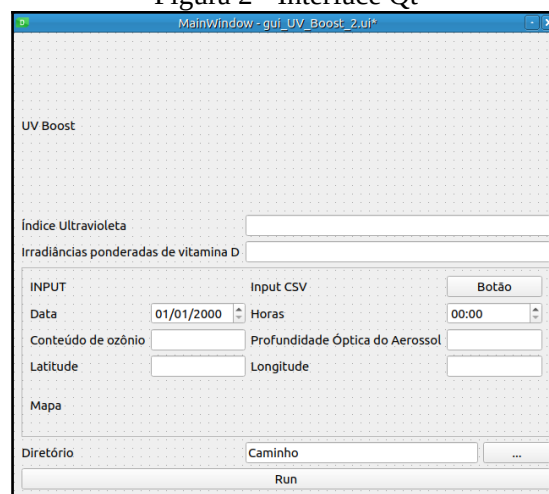 Figura 2 - Interface Qt
MainWindow - gui_UV_Boost_2.ui*
UV Boost
Índice Ultravioleta
Irradiâncias ponderadas de vitamina D
INPUT Input CSV Botão
Data 01/01/2000 Horas 00:00
Conteúdo de ozônio Profundidade Óptica do Aerossol
Latitude Longitude
Mapa
Diretório Caminho ...
Run